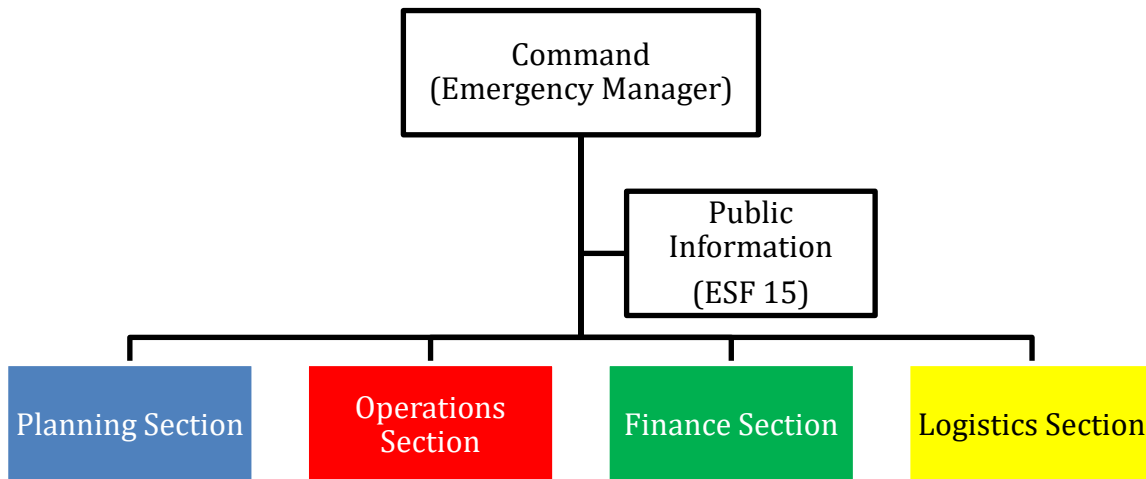 Command
(Emergency Manager)
Public
Information
(ESF 15)
Planning Section
Operations
Section
Finance Section
Logistics Section